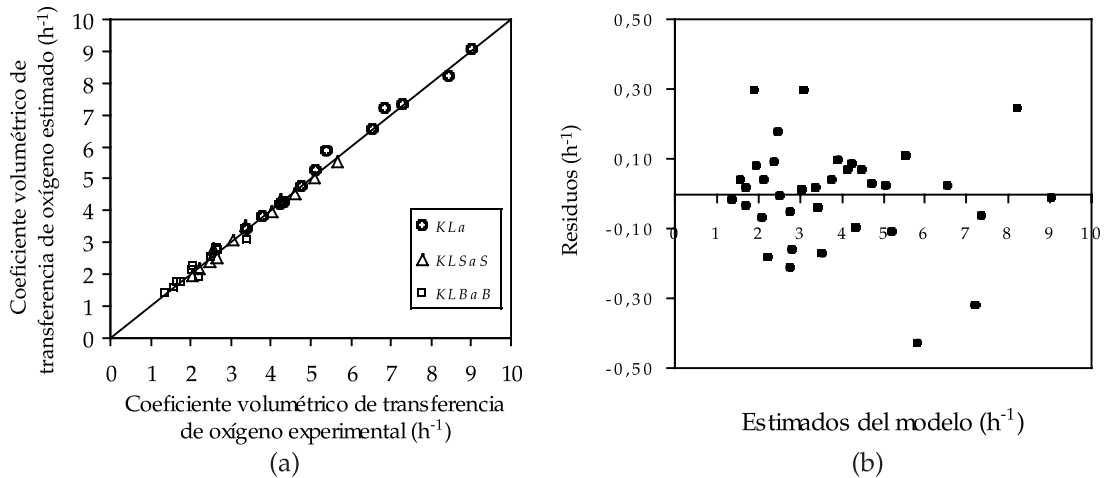 Coeficiente volumétrico de
transferencia de oxígeno estimado (h-1)
10
9
8
7
6
5
4
3
2
1
0
KLa
KLSaS
KLBaB
0 1 2 3 4 5 6 7 8 9 10
Coeficiente volumétrico de transferencia
de oxígeno experimental (h-1)
(a)
Residuos (h-1)
0,50
0,30
0,10
-0,10
-0,30
-0,50
0 1 2 3 4 5 6 7 8 9 10
Estimados del modelo (h-1)
(b)